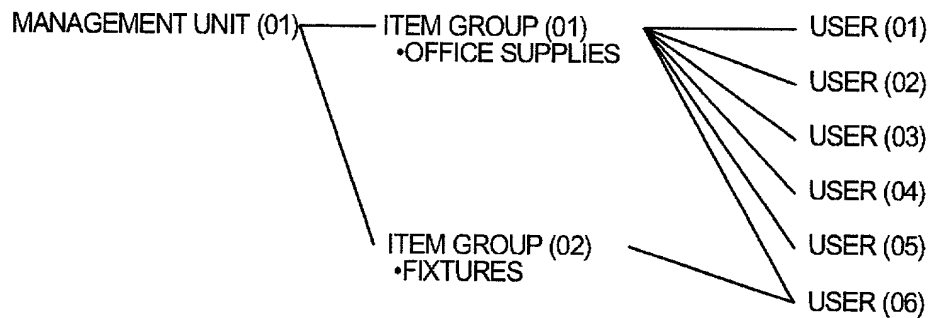 MANAGEMENT UNIT (01)
ITEM GROUP (01)
•OFFICE SUPPLIES
USER (01)
USER (02)
USER (03)
USER (04)
USER (05)
ITEM GROUP (02)
•FIXTURES
USER (06)